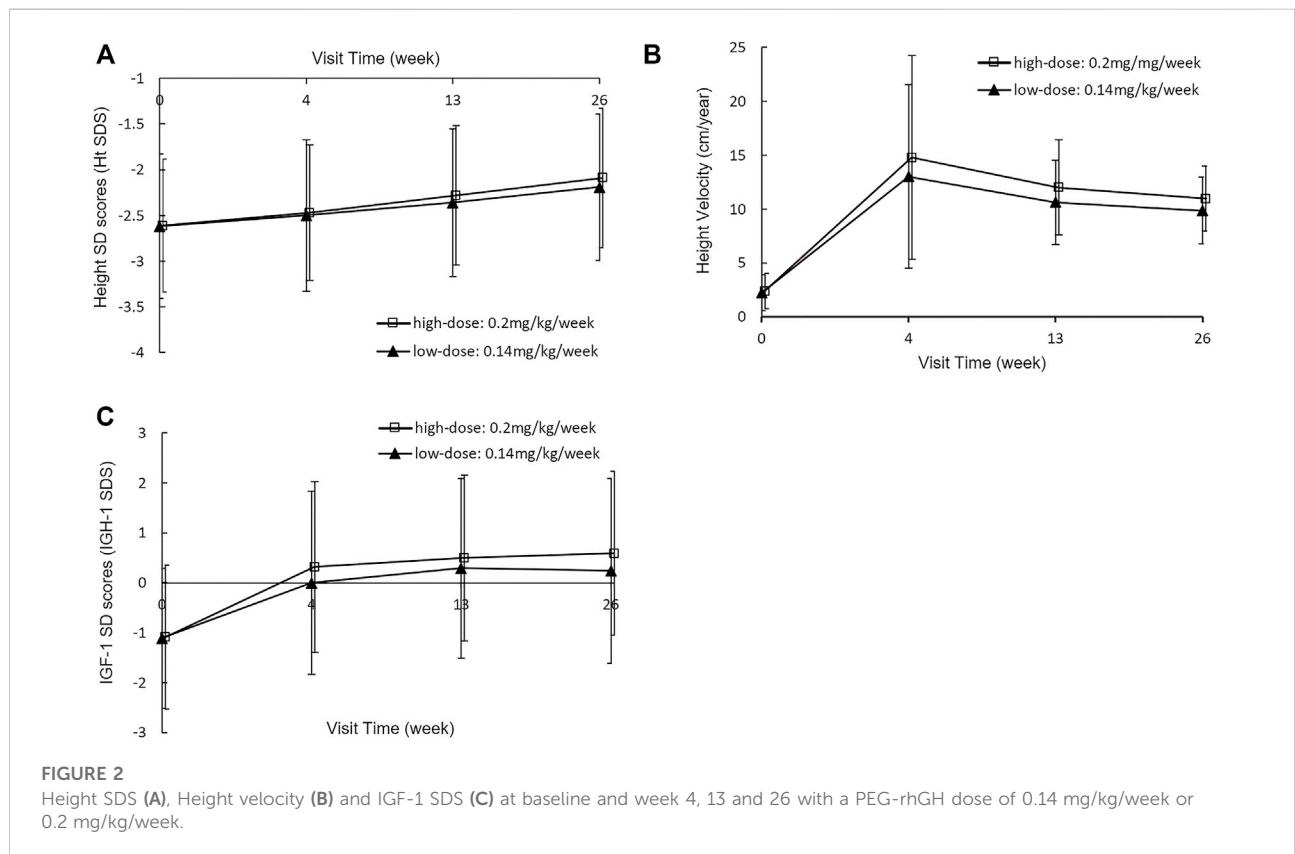 A
Visit Time (week)
0 4 13 26
-1
-1.5
-2
-2.5
-3
-3.5
-4
Height SD scores (Ht SDS)
high-dose: 0.2mg/kg/week
low-dose: 0.14mg/kg/week
B
25
20
15
10
5
0
Height Velocity (cm/year)
high-dose: 0.2mg/mg/week
low-dose: 0.14mg/kg/week
0 4 13 26
Visit Time (week)
C
3
2
1
0
-1
-2
-3
IGF-1 SD scores (IGH-1 SDS)
high-dose: 0.2mg/kg/week
low-dose: 0.14mg/kg/week
0 4 13 26
Visit Time (week)
FIGURE 2
Height SDS (A), Height velocity (B) and IGF-1 SDS (C) at baseline and week 4, 13 and 26 with a PEG-rhGH dose of 0.14 mg/kg/week or
0.2 mg/kg/week.